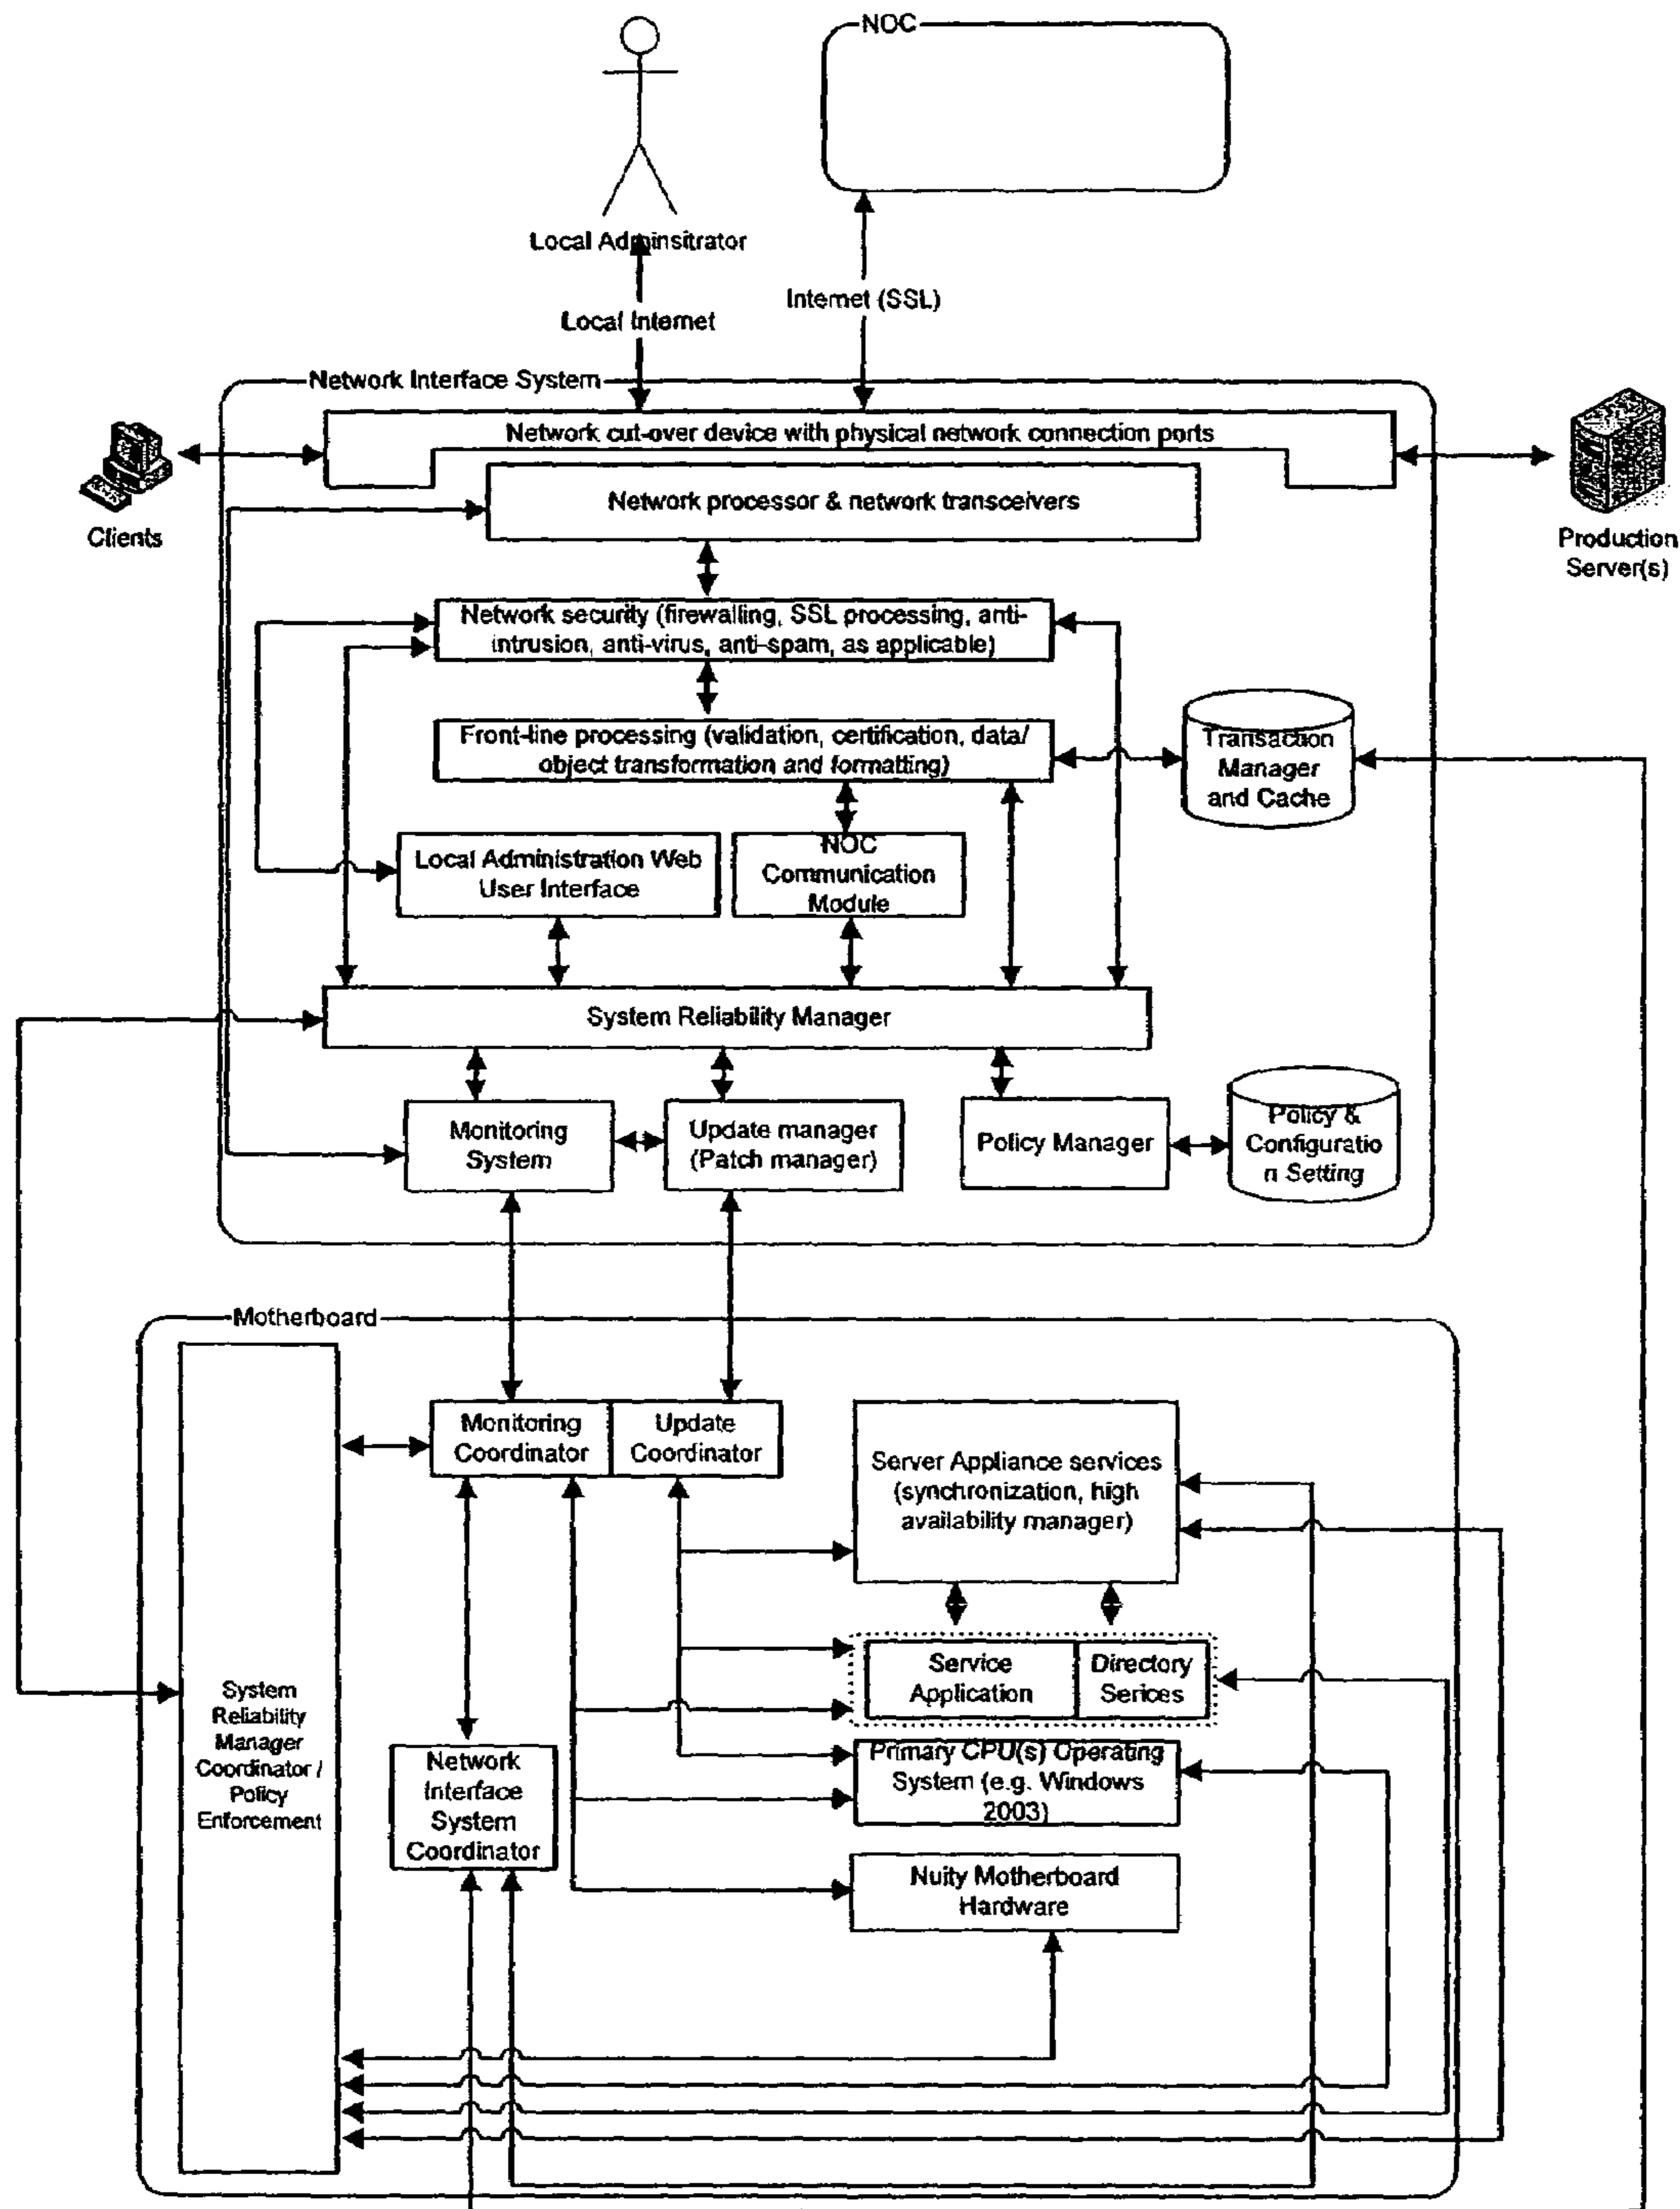 NOC
Local Adminsitrator
Internet (SSL)
Local Internet
Network Interface System
Network cut-over device with physical network connection ports
Network processor & network transceivers
Clients
Production
Server(s)
Network security (firewalling, SSL processing, anti-
intrusion, anti-virus, anti-spam, as applicable)
Front-line processing (validation, certification, data/
object transformation and formatting)
Transaction
Manager
and Cache
Local Administration Web
User Interface
NOC
Communication
Module
System Reliability Manager
Monitoring
System
Update manager
(Patch manager)
Policy Manager
Policy &
Configuratio
n Setting
Motherboard
Monitoring
Coordinator
Update
Coordinator
Server Appliance services
(synchronization, high
availability manager)
Service
Application
Directory
Serices
System
Reliability
Manager
Coordinator /
Policy
Enforcement
Network
Interface
System
Coordinator
Primary CPU(s) Operating
System (e.g. Windows
2003)
Nuity Motherboard
Hardware